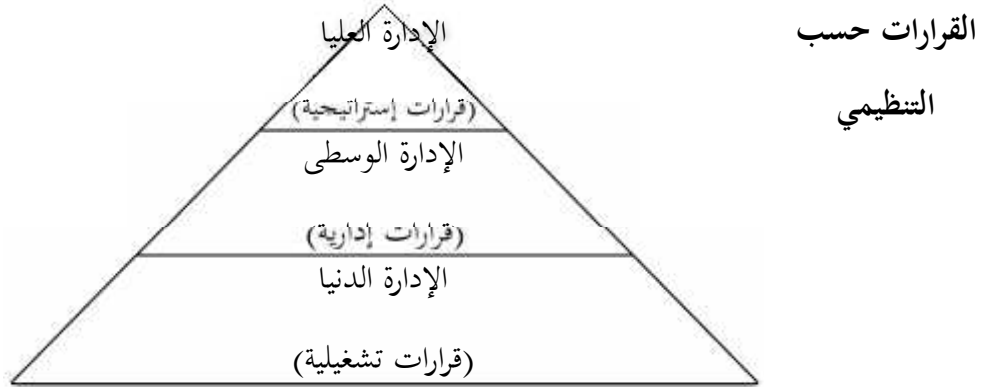 القرارات حسب
التنظيمي
الإدارة العليا
(قرارات إستراتيجية)
الإدارة الوسطى
(قرارات إدارية)
الإدارة الدنيا
(قرارات تشغيلية)